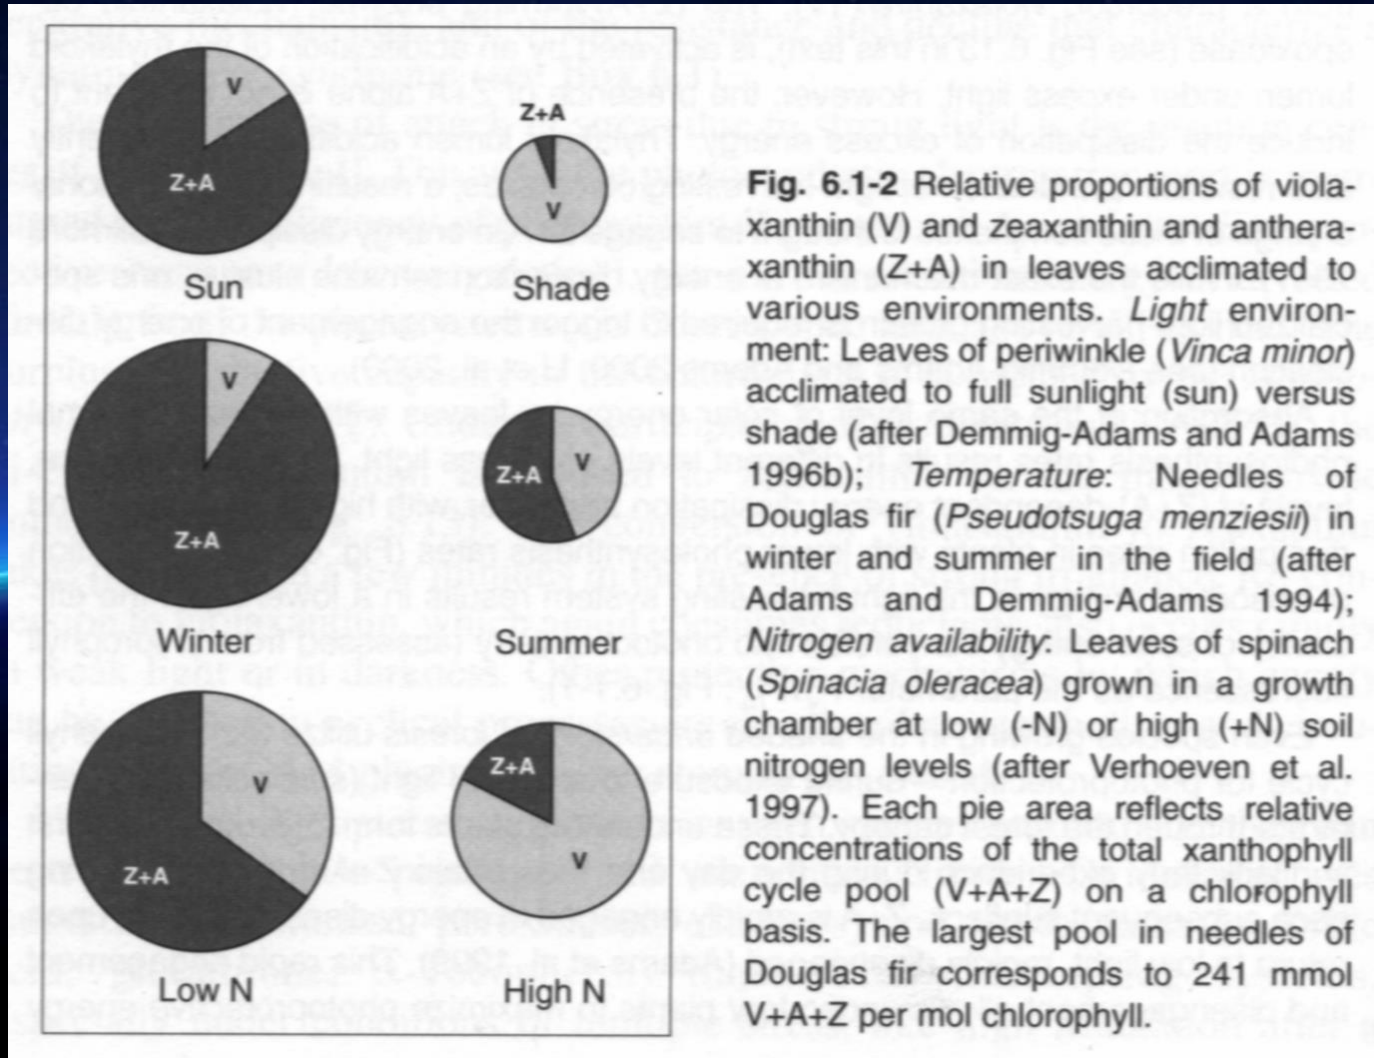 V
Z+A
Sun
Z+A
V
Shade
V
Z+A
Winter
Z+A
V
Summer
V
Z+A
Low N
Z+A
V
High N
Fig. 6.1-2 Relative proportions of viola-
xanthin (V) and zeaxanthin and anthera-
xanthin (Z+A) in leaves acclimated to
various environments. Light environ-
ment: Leaves of periwinkle (Vinca minor)
acclimated to full sunlight (sun) versus
shade (after Demmig-Adams and Adams
1996b); Temperature: Needles of
Douglas fir (Pseudotsuga menziesii) in
winter and summer in the field (after
Adams and Demmig-Adams 1994);
Nitrogen availability: Leaves of spinach
(Spinacia oleracea) grown in a growth
chamber at low (-N) or high (+N) soil
nitrogen levels (after Verhoeven et al.
1997). Each pie area reflects relative
concentrations of the total xanthophyll
cycle pool (V+A+Z) on a chlorophyll
basis. The largest pool in needles of
Douglas fir corresponds to 241 mmol
V+A+Z per mol chlorophyll.